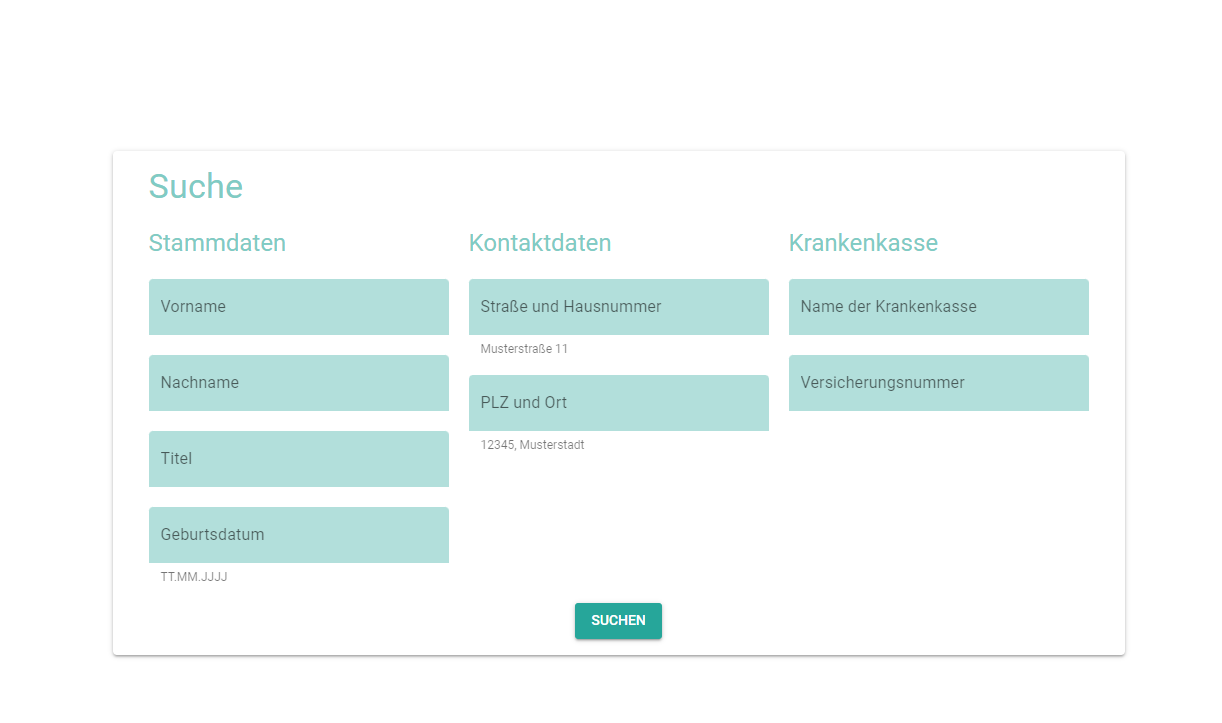 Suche
Stammdaten
Vorname
Nachname
Titel
Geburtsdatum
TT.MM.JJJJ
Kontaktdaten
Straße und Hausnummer
Musterstraße 11
PLZ und Ort
12345, Musterstadt
Krankenkasse
Name der Krankenkasse
Versicherungsnummer
SUCHEN